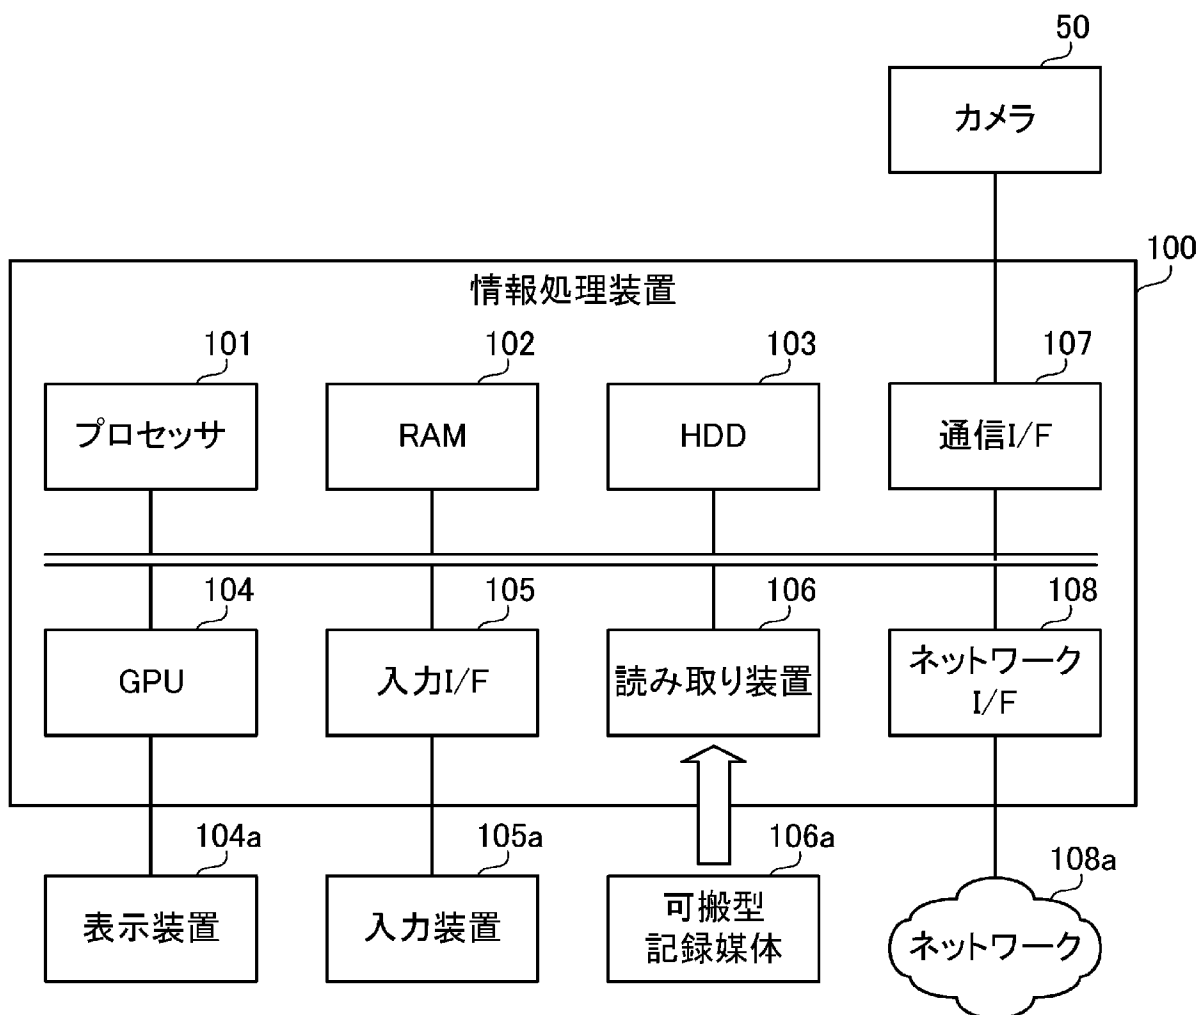 50
カメラ
100
情報処理装置
101
102
103
107
プロセッサ
RAM
HDD
通信I/F
104
105
106
108
GPU
入力I/F
読み取り装置
ネットワーク
I/F
104a
105a
106a
108a
表示装置
入力装置
可搬型
記録媒体
ネットワーク